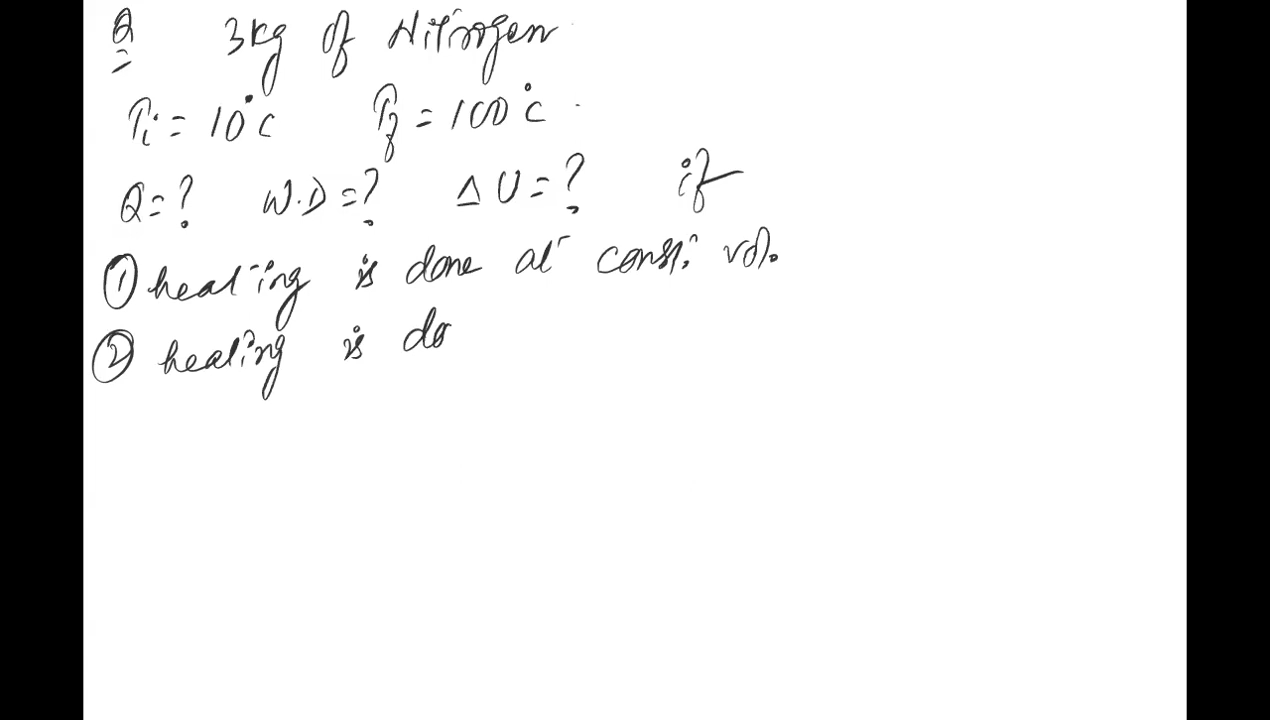 Q 3kg of Nitrogen
Ti = 10°C Tf = 100°C
Q = ? W.D = ? ΔU = ? if
① heating is done at const. vol.
② heating is do